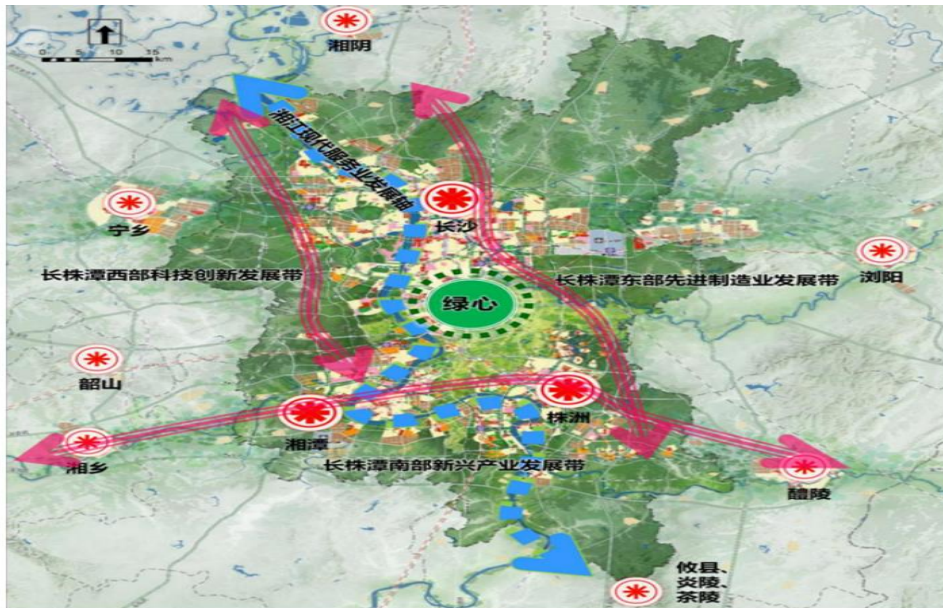 湘阴
0 5 10 15
km
湘江现代服务业发展轴
长沙
宁乡
浏阳
长株潭西部科技创新发展带
长株潭东部先进制造业发展带
绿心
韶山
株洲
湘潭
湘乡
长株潭南部新兴产业发展带
醴陵
攸县、
炎陵、
茶陵